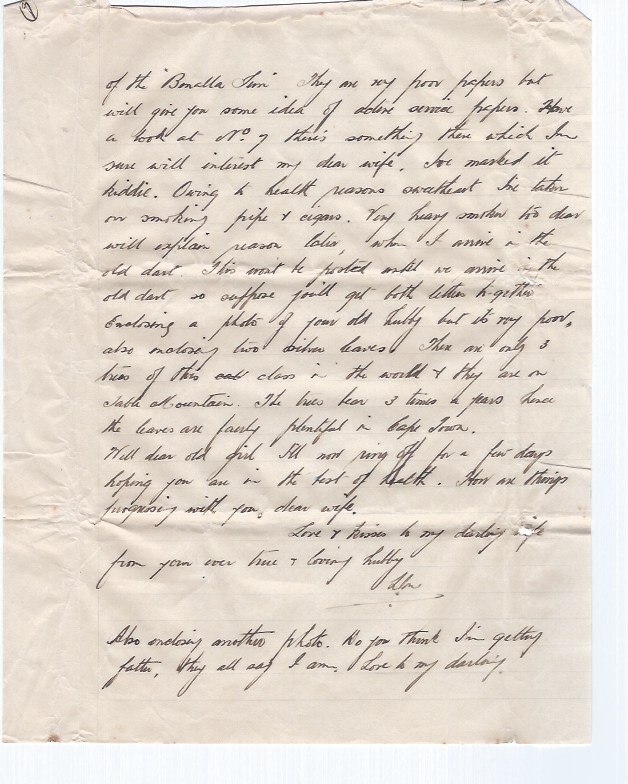 of the "Benalla Sun" They are very poor papers but
will give you some idea of active service papers. Have
a look at No 7 there's something there which I'm
sure will interest my dear wife, I've marked it
kiddie. Owing to health reasons sweetheart I've taken
on smoking pipe & cigars. Very heavy smoker too dear
will explain reason later, when I arrive in the
old dart. This wont be posted until we arrive in the
old dart so suppose you'll get both letters together
Enclosing a photo of your old hubby but its very poor,
also enclosing two silver leaves. There are only 3
trees of this class in the world & they are on
Table Mountain. The trees bear 3 times a year hence
the leaves are fairly plentiful in Cape Town.
Well dear old girl I'll now ring off for a few days
hoping you are in the best of health. How are things
progressing with you, dear wife.
Love & kisses to my darling wife
from your ever true & loving hubby
Also enclosing another photo. Do you think I'm getting
fatter, they all say I am. Love to my darling.